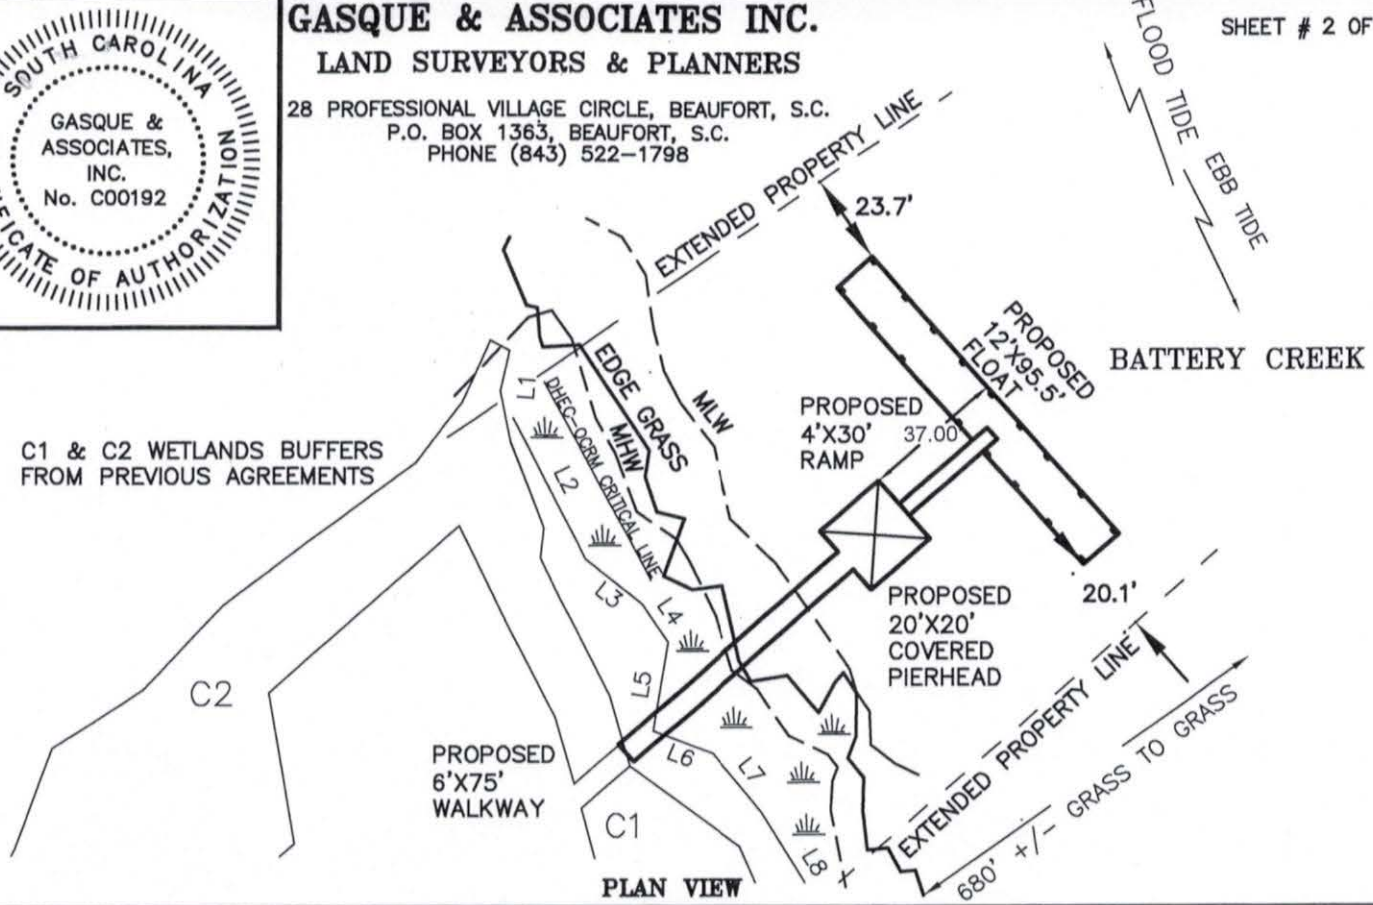 SOUTH CAROLINA
GASQUE &
ASSOCIATES,
INC.
No. C00192
OF AUTHORIZATION
GASQUE & ASSOCIATES INC.
LAND SURVEYORS & PLANNERS
28 PROFESSIONAL VILLAGE CIRCLE, BEAUFORT, S.C.
P.O. BOX 1363, BEAUFORT, S.C.
PHONE (843) 522-1798
SHEET # 2 OF
FLOOD TIDE
EBB TIDE
EXTENDED PROPERTY LINE
23.7'
PROPOSED
12'X95.5'
FLOAT
BATTERY CREEK
C1 & C2 WETLANDS BUFFERS
FROM PREVIOUS AGREEMENTS
EDGE GRASS
MLW
MHW
DHEC-OCRM CRITICAL LINE
PROPOSED
4'X30'
RAMP
37.00
L1
L2
L3
L4
L5
L6
L7
L8
PROPOSED
20'X20'
COVERED
PIERHEAD
20.1'
EXTENDED PROPERTY LINE
680' +/- GRASS TO GRASS
C2
PROPOSED
6'X75'
WALKWAY
C1
PLAN VIEW